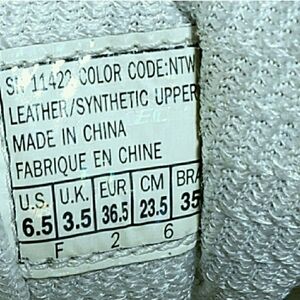 SN 11422 COLOR CODE:NTW
LEATHER/SYNTHETIC UPPER
MADE IN CHINA
FABRIQUE EN CHINE
U.S. U.K. EUR CM BRA
6.5 3.5 36.5 23.5 35
F 2 6